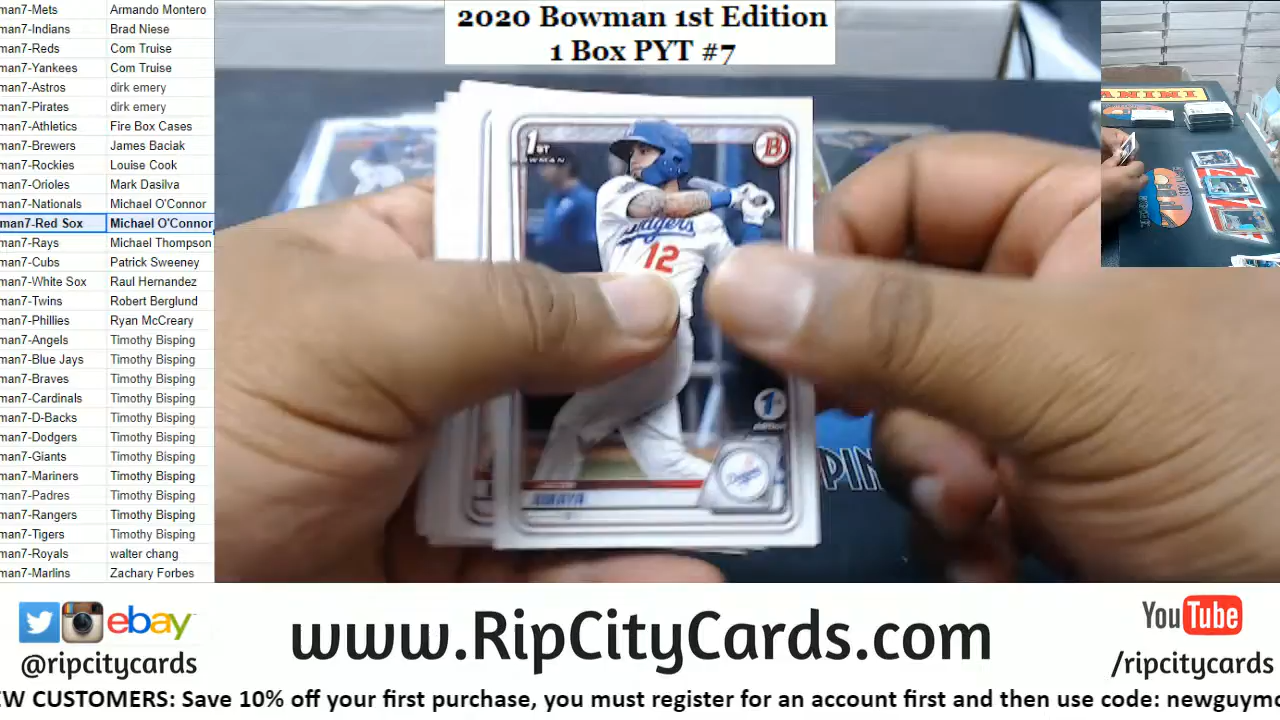 2020 Bowman 1st Edition
1 Box PYT #7
man7-Mets Armando Montero
man7-Indians Brad Niese
man7-Reds Com Truise
man7-Yankees Com Truise
man7-Astros dirk emery
man7-Pirates dirk emery
man7-Athletics Fire Box Cases
man7-Brewers James Baciak
man7-Rockies Louise Cook
man7-Orioles Mark Dasilva
man7-Nationals Michael O'Connor
man7-Red Sox Michael O'Connor
man7-Rays Michael Thompson
man7-Cubs Patrick Sweeney
man7-White Sox Raul Hernandez
man7-Twins Robert Berglund
man7-Phillies Ryan McCreary
man7-Angels Timothy Bisping
man7-Blue Jays Timothy Bisping
man7-Braves Timothy Bisping
man7-Cardinals Timothy Bisping
man7-D-Backs Timothy Bisping
man7-Dodgers Timothy Bisping
man7-Giants Timothy Bisping
man7-Mariners Timothy Bisping
man7-Padres Timothy Bisping
man7-Rangers Timothy Bisping
man7-Tigers Timothy Bisping
man7-Royals walter chang
man7-Marlins Zachary Forbes
1ST
B
Dodgers
12
1st
Dodgers
PIN
ANINI
ebay
@ripcitycards
www.RipCityCards.com
YouTube
/ripcitycards
EW CUSTOMERS: Save 10% off your first purchase, you must register for an account first and then use code: newguymo